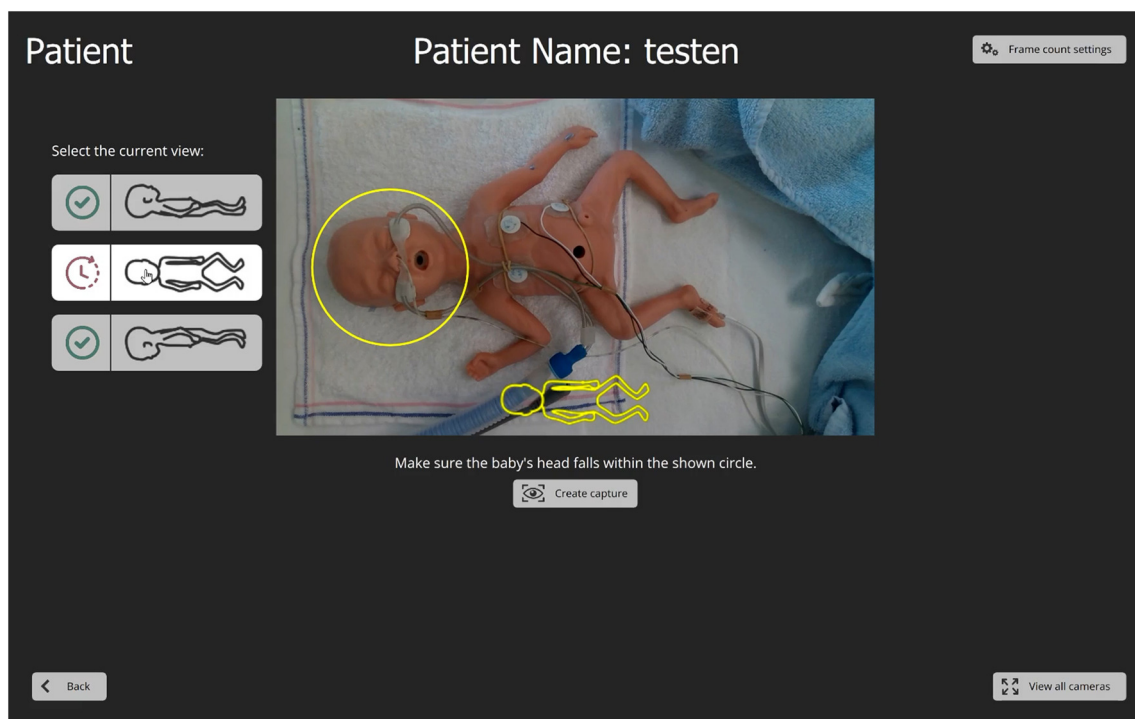 Patient
Patient Name: testen
Frame count settings
Select the current view:
Make sure the baby's head falls within the shown circle.
Create capture
Back
View all cameras